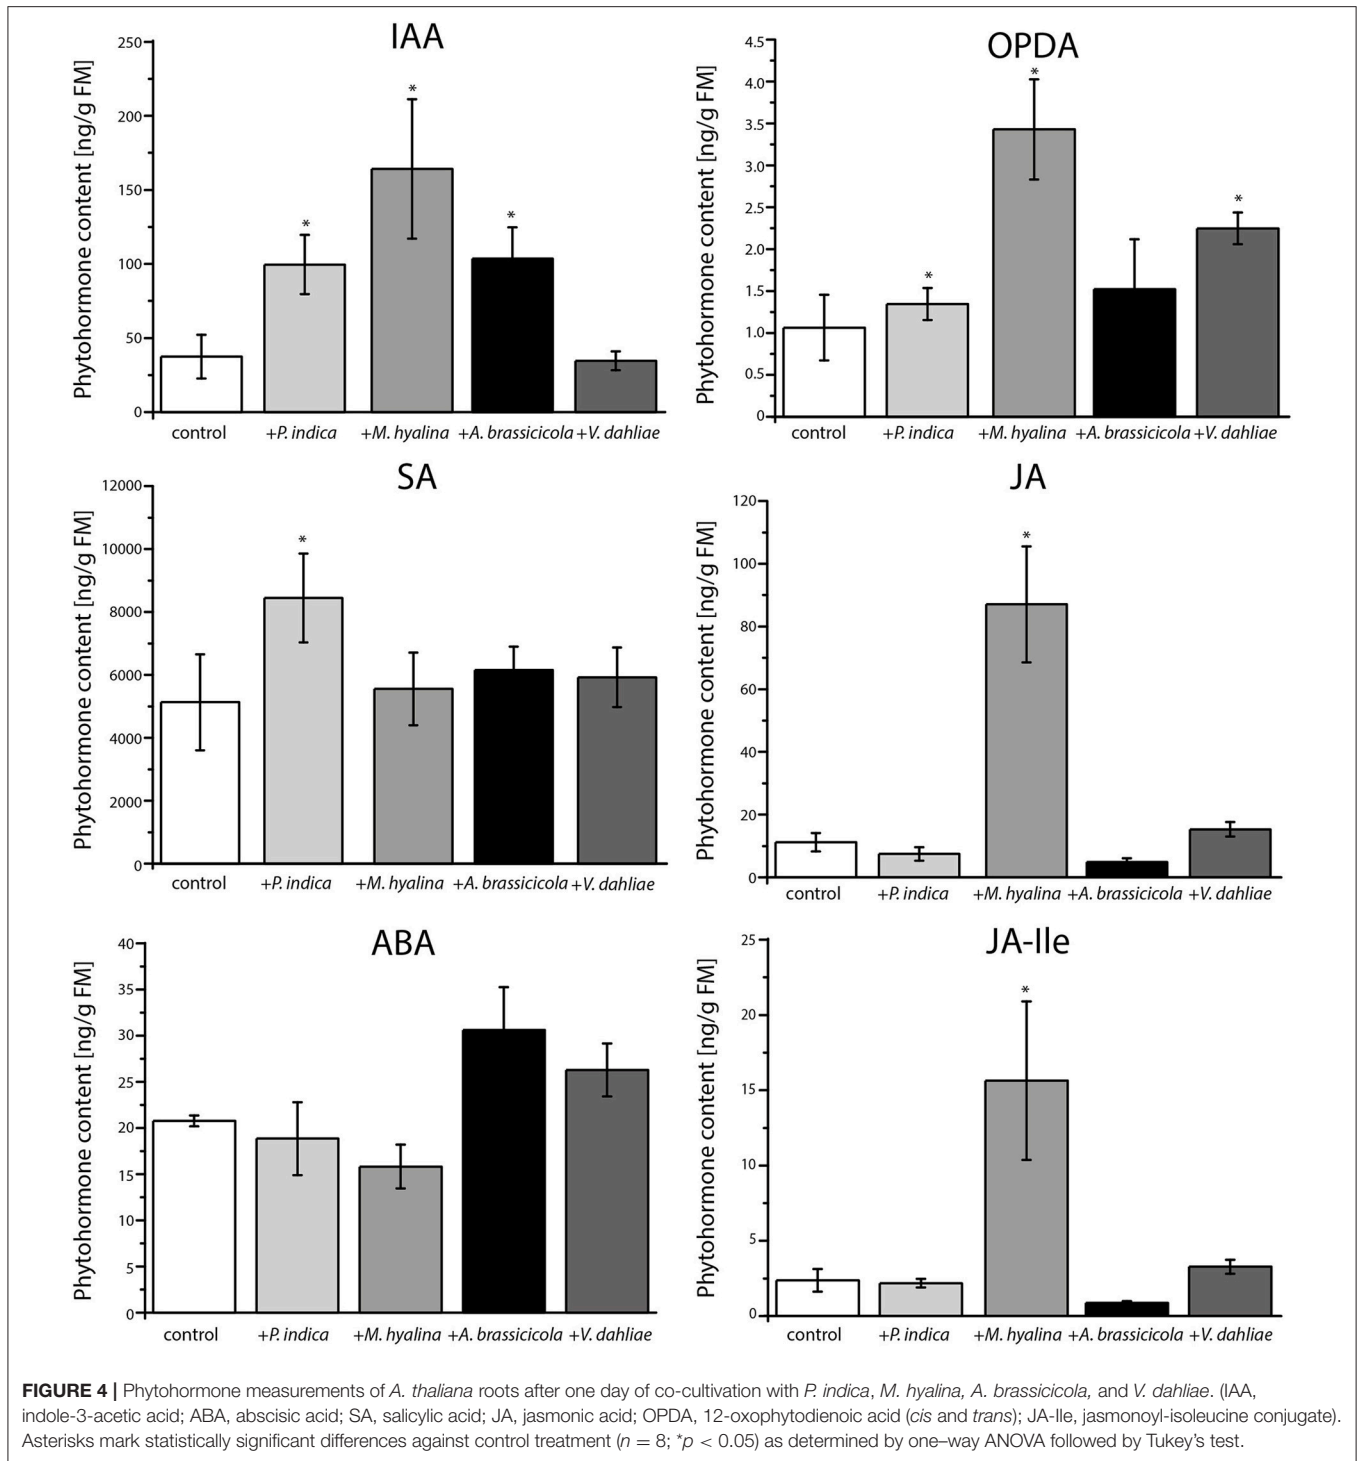 IAA
Phytohormone content [ng/g FM]
250
200
150
100
50
0
*
*
*
control
+P. indica
+M. hyalina
+A. brassicicola
+V. dahliae
OPDA
Phytohormone content [ng/g FM]
4.5
4.0
3.5
3.0
2.5
2.0
1.5
1.0
0.5
0
*
*
*
control
+P. indica
+M. hyalina
+A. brassicicola
+V. dahliae
SA
Phytohormone content [ng/g FM]
12000
10000
8000
6000
4000
2000
0
*
control
+P. indica
+M. hyalina
+A. brassicicola
+V. dahliae
JA
Phytohormone content [ng/g FM]
120
100
80
60
40
20
0
*
control
+P. indica
+M. hyalina
+A. brassicicola
+V. dahliae
ABA
Phytohormone content [ng/g FM]
40
35
30
25
20
15
10
5
0
control
+P. indica
+M. hyalina
+A. brassicicola
+V. dahliae
JA-Ile
Phytohormone content [ng/g FM]
25
20
15
10
5
0
*
control
+P. indica
+M. hyalina
+A. brassicicola
+V. dahliae
FIGURE 4 | Phytohormone measurements of A. thaliana roots after one day of co-cultivation with P. indica, M. hyalina, A. brassicicola, and V. dahliae. (IAA,
indole-3-acetic acid; ABA, abscisic acid; SA, salicylic acid; JA, jasmonic acid; OPDA, 12-oxophytodienoic acid (cis and trans); JA-Ile, jasmonoyl-isoleucine conjugate).
Asterisks mark statistically significant differences against control treatment (n = 8; *p < 0.05) as determined by one–way ANOVA followed by Tukey's test.